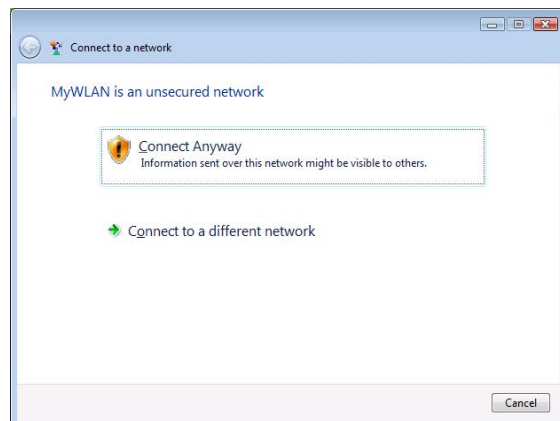 Connect to a network
MyWLAN is an unsecured network
Connect Anyway
Information sent over this network might be visible to others.
Connect to a different network
Cancel